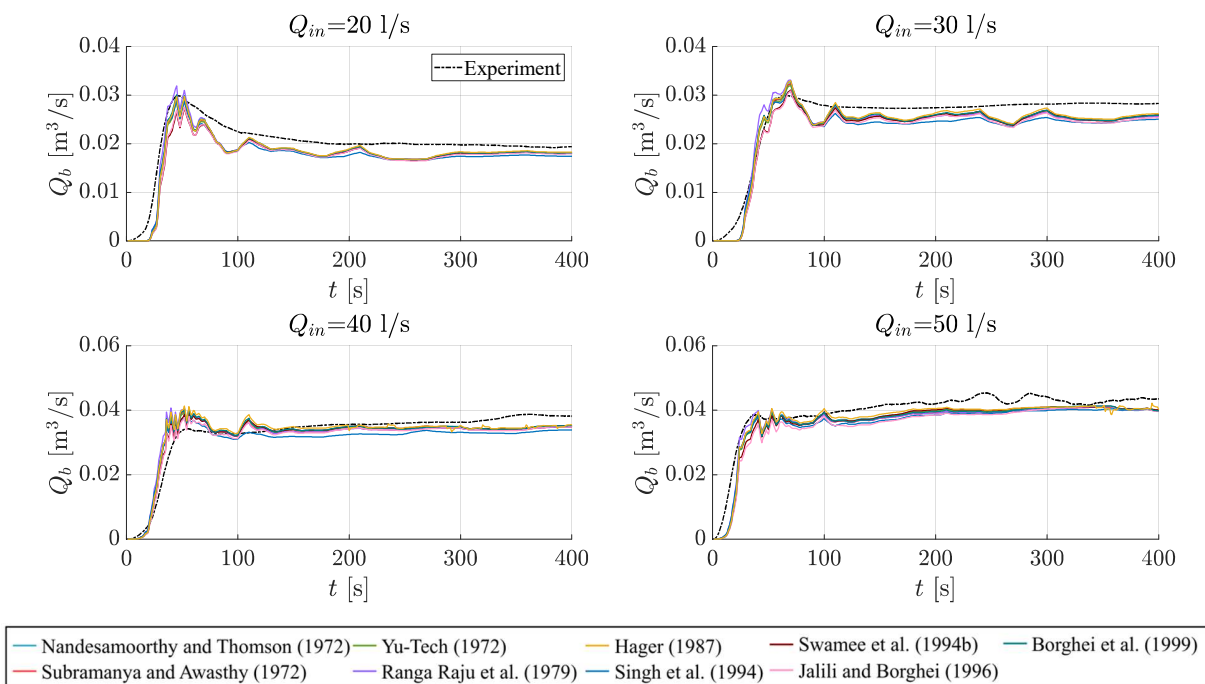 Q_in=20 l/s
Q_in=30 l/s
0.04
0.03
0.02
0.01
0
Q_b [m³/s]
Experiment
0 100 200 300 400
t [s]
0.04
0.03
0.02
0.01
0
Q_b [m³/s]
0 100 200 300 400
t [s]
Q_in=40 l/s
Q_in=50 l/s
0.06
0.04
0.02
0
Q_b [m³/s]
0 100 200 300 400
t [s]
0.06
0.04
0.02
0
Q_b [m³/s]
0 100 200 300 400
t [s]
Nandesamoorthy and Thomson (1972) Yu-Tech (1972) Hager (1987) Swamee et al. (1994b) Borghei et al. (1999)
Subramanya and Awasthy (1972) Ranga Raju et al. (1979) Singh et al. (1994) Jalili and Borghei (1996)